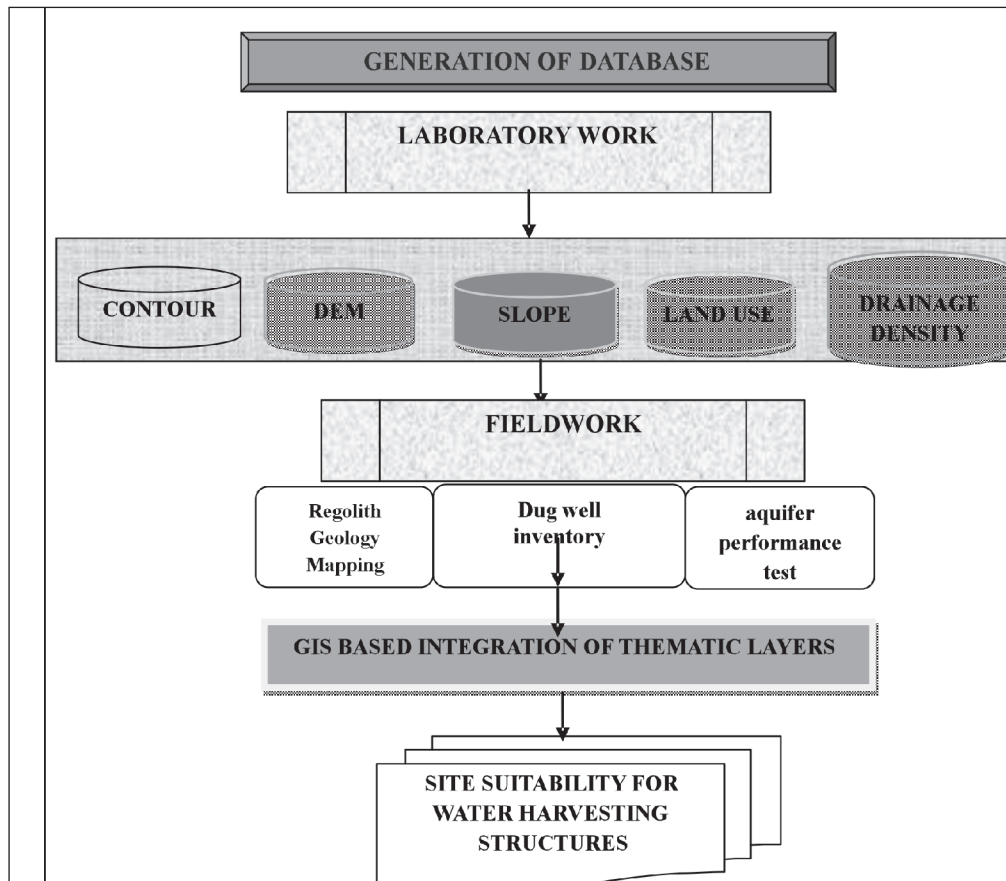 GENERATION OF DATABASE
LABORATORY WORK
CONTOUR
DEM
SLOPE
LAND USE
DRAINAGE
DENSITY
FIELDWORK
Regolith
Geology
Mapping
Dug well
inventory
aquifer
performance
test
GIS BASED INTEGRATION OF THEMATIC LAYERS
SITE SUITABILITY FOR
WATER HARVESTING
STRUCTURES